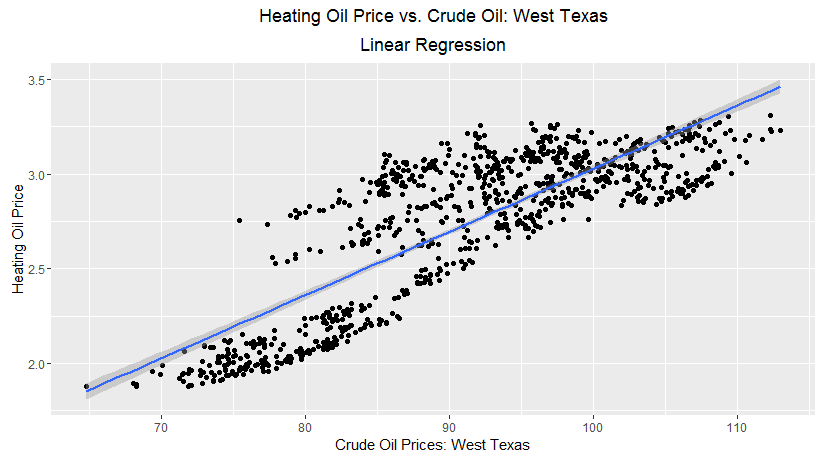 Heating Oil Price vs. Crude Oil: West Texas
Linear Regression
3.5
3.0
2.5
2.0
Heating Oil Price
70 80 90 100 110
Crude Oil Prices: West Texas